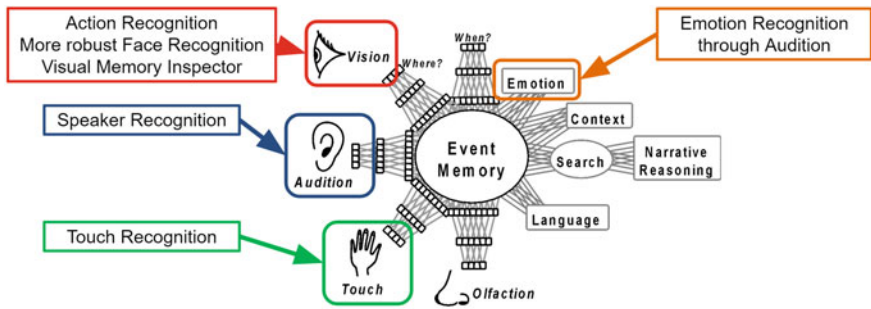 Action Recognition
More robust Face Recognition
Visual Memory Inspector
Vision
Where?
When?
Emotion Recognition
through Audition
Emotion
Context
Speaker Recognition
Audition
Event
Memory
Search
Narrative
Reasoning
Language
Touch Recognition
Touch
Olfaction